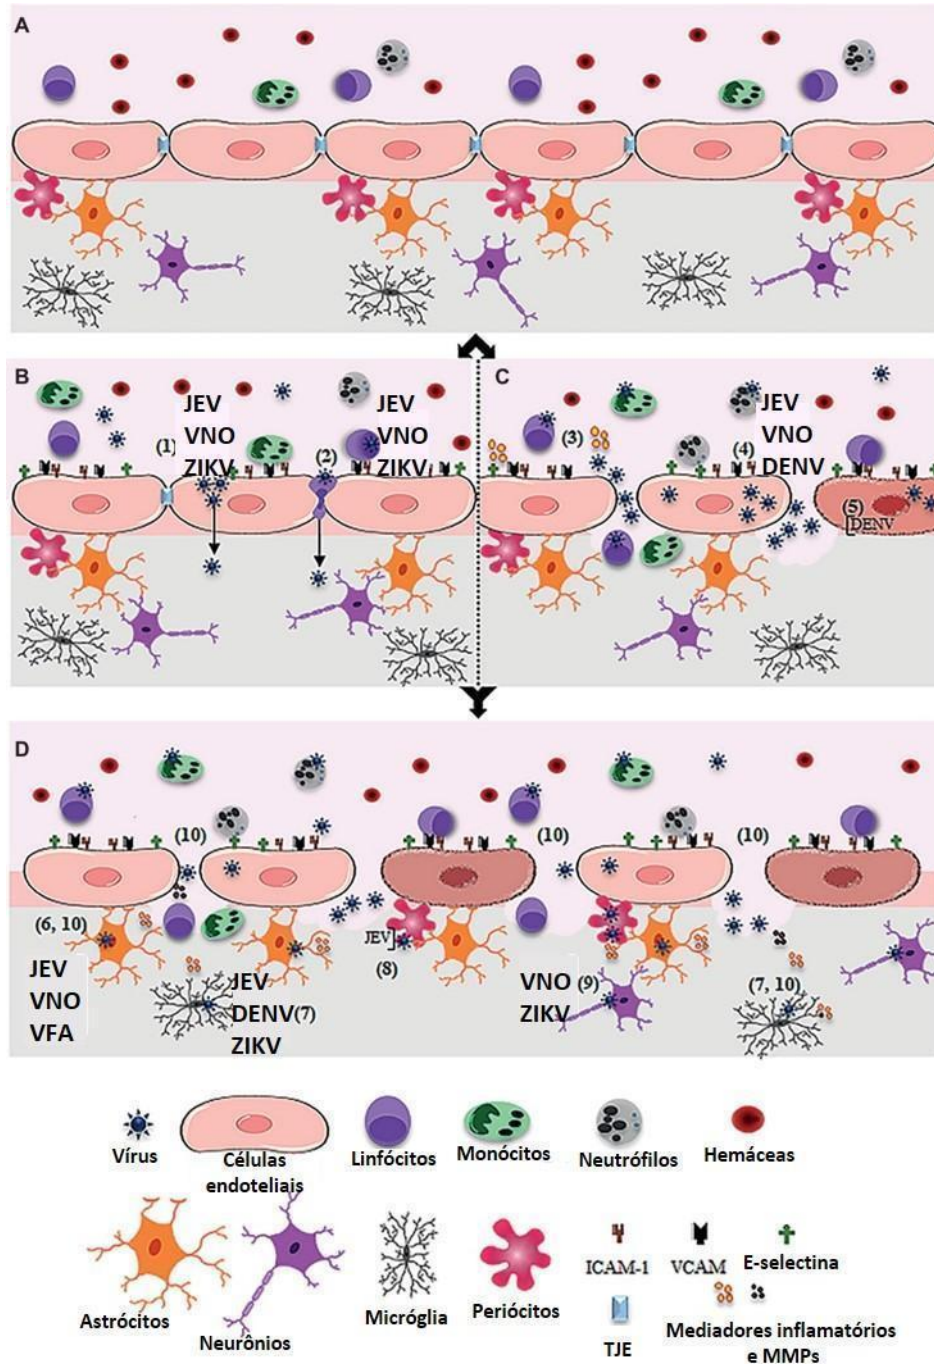 A
B
JEV
VNO
ZIKV
(1)
(2)
JEV
VNO
ZIKV
C
(3)
(4)
JEV
VNO
DENV
(5)
DENV
D
(10)
(10)
(10)
(6, 10)
JEV
VNO
VFA
JEV
DENV(7)
ZIKV
JEV
(8)
VNO
ZIKV
(9)
(7, 10)
Vírus
Células
endoteliais
Linfócitos
Monócitos
Neutrófilos
Hemáceas
Astrócitos
Neurônios
Micróglia
Periócitos
ICAM-1
VCAM
E-selectina
TJE
Mediadores inflamatórios
e MMPs